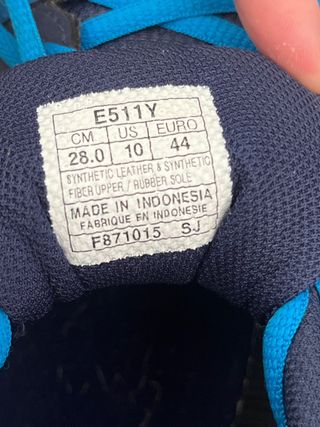 E511Y
CM US EURO
28.0 10 44
SYNTHETIC LEATHER & SYNTHETIC
FIBER UPPER / RUBBER SOLE
MADE IN INDONESIA
FABRIQUE EN INDONESIE
F871015 SJ